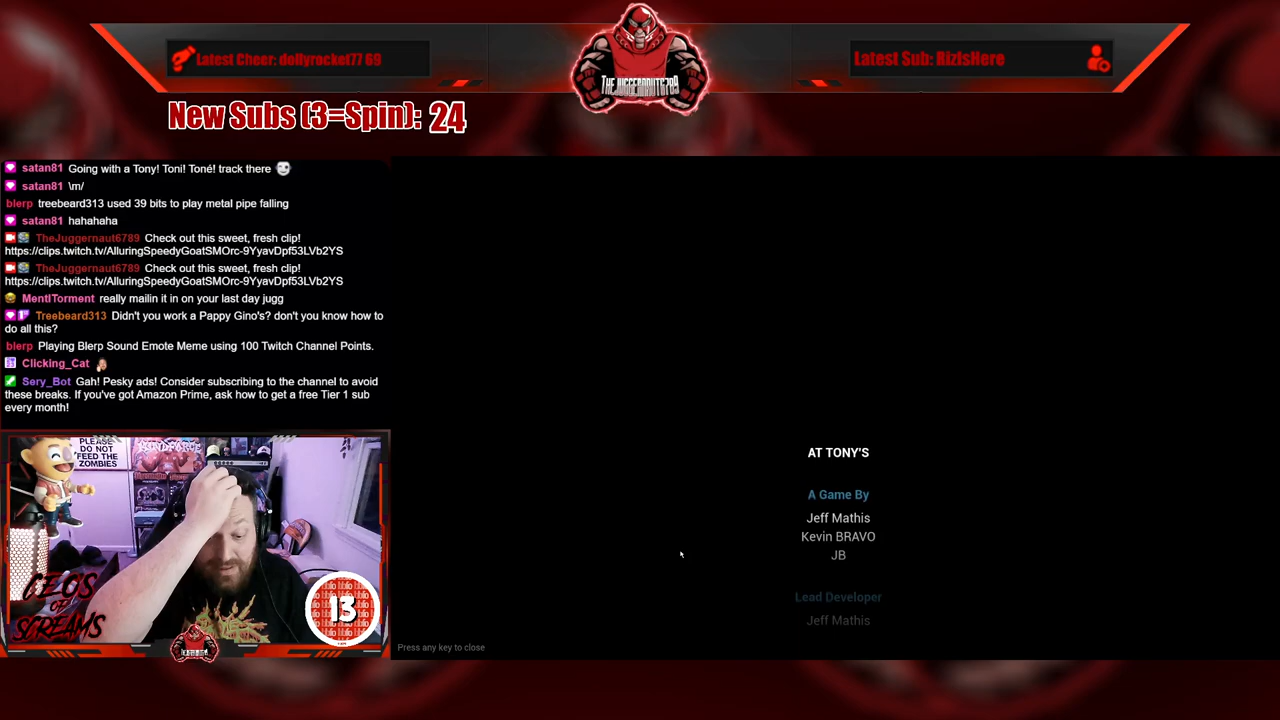 Latest Cheer: dollyrocket77 69
THEJUGGERNAUT6789
Latest Sub: RizIsHere
New Subs (3=Spin): 24
satan81 Going with a Tony! Toni! Toné! track there
satan81 \m/
blerp treebeard313 used 39 bits to play metal pipe falling
satan81 hahahaha
TheJuggernaut6789 Check out this sweet, fresh clip!
https://clips.twitch.tv/AlluringSpeedyGoatSMOrc-9YyavDpf53LVb2YS
TheJuggernaut6789 Check out this sweet, fresh clip!
https://clips.twitch.tv/AlluringSpeedyGoatSMOrc-9YyavDpf53LVb2YS
MentlTorment really mailin it in on your last day jugg
Treebeard313 Didn't you work a Pappy Gino's? don't you know how to
do all this?
blerp Playing Blerp Sound Emote Meme using 100 Twitch Channel Points.
Clicking_Cat
Sery_Bot Gah! Pesky ads! Consider subscribing to the channel to avoid
these breaks. If you've got Amazon Prime, ask how to get a free Tier 1 sub
every month!
PLEASE
DO NOT
FEED THE
ZOMBIES
SCREAMS
13
AT TONY'S
A Game By
Jeff Mathis
Kevin BRAVO
JB
Lead Developer
Jeff Mathis
Press any key to close